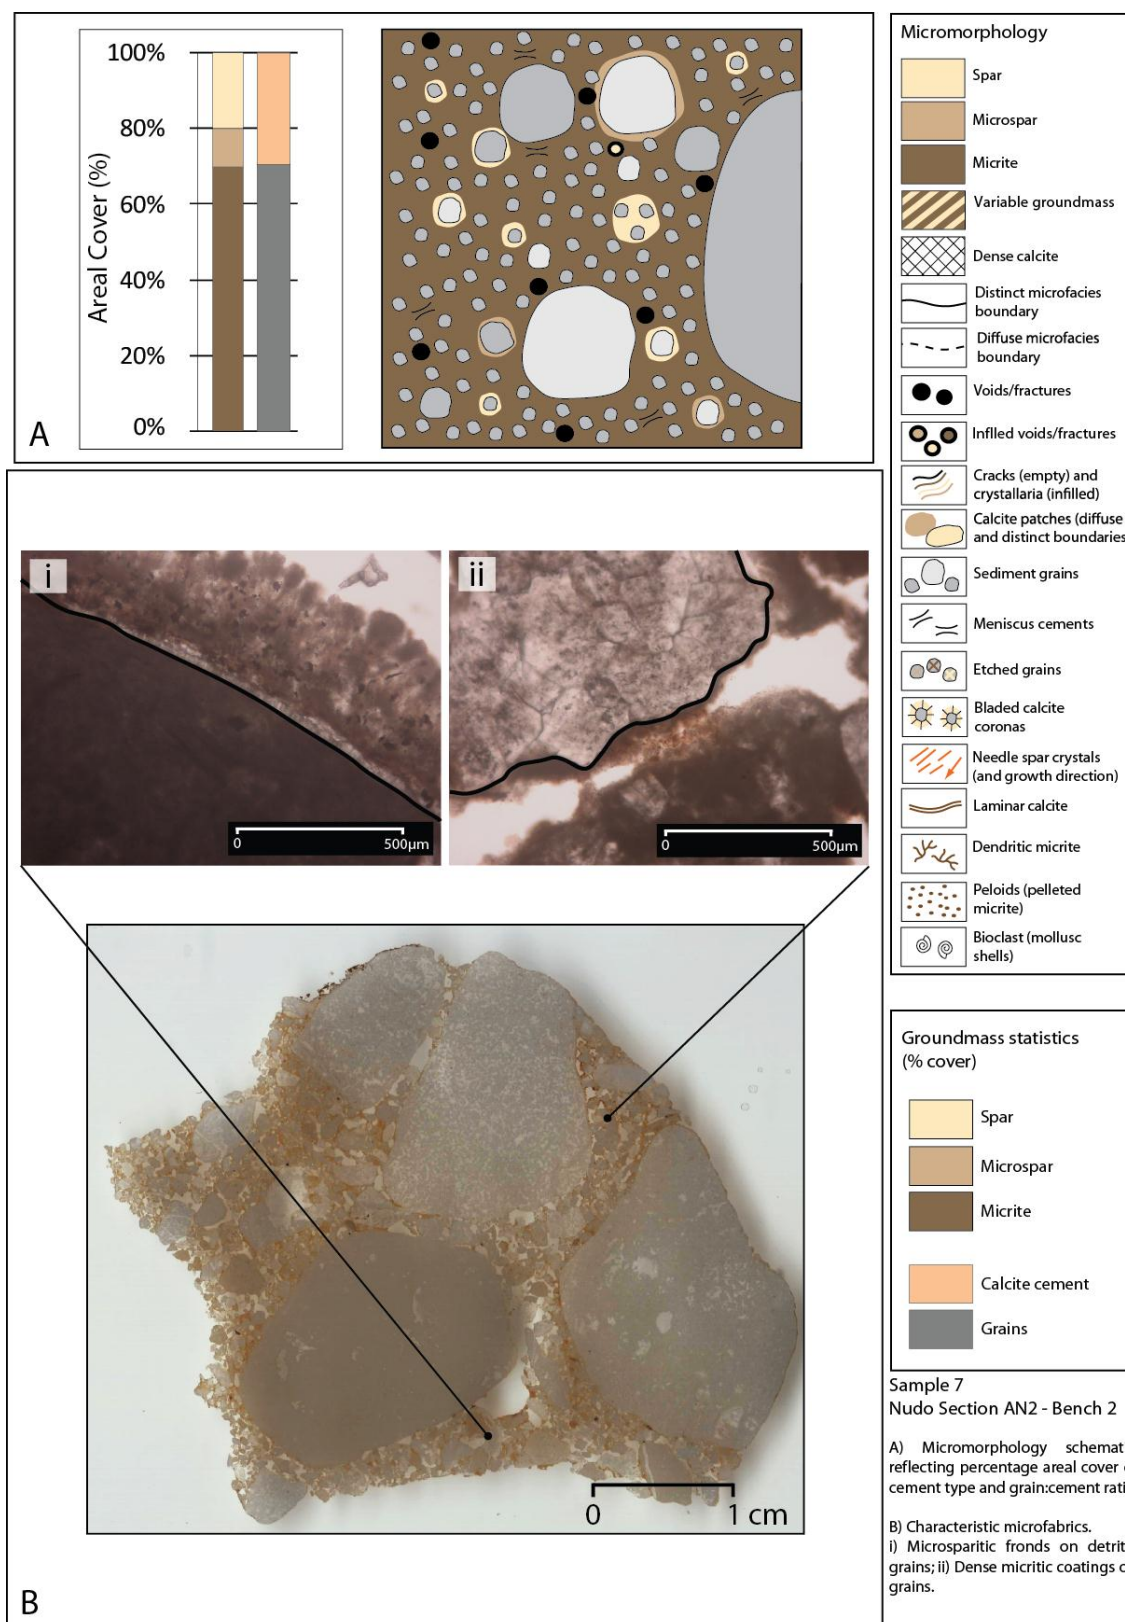 100%
80%
60%
40%
20%
0%
Areal Cover (%)
A
Micromorphology
Spar
Microspar
Micrite
Variable groundmass
Dense calcite
Distinct microfacies
boundary
Diffuse microfacies
boundary
Voids/fractures
Inflled voids/fractures
Cracks (empty) and
crystallaria (infilled)
Calcite patches (diffuse
and distinct boundaries
Sediment grains
Meniscus cements
Etched grains
Bladed calcite
coronas
Needle spar crystals
(and growth direction)
Laminar calcite
Dendritic micrite
Peloids (pelleted
micrite)
Bioclast (mollusc
shells)
i
0 500µm
ii
0 500µm
0 1 cm
B
Groundmass statistics
(% cover)
Spar
Microspar
Micrite
Calcite cement
Grains
Sample 7
Nudo Section AN2 - Bench 2
A) Micromorphology schemat
reflecting percentage areal cover
cement type and grain:cement rati
B) Characteristic microfabrics.
i) Microsparitic fronds on detrit
grains; ii) Dense micritic coatings
grains.